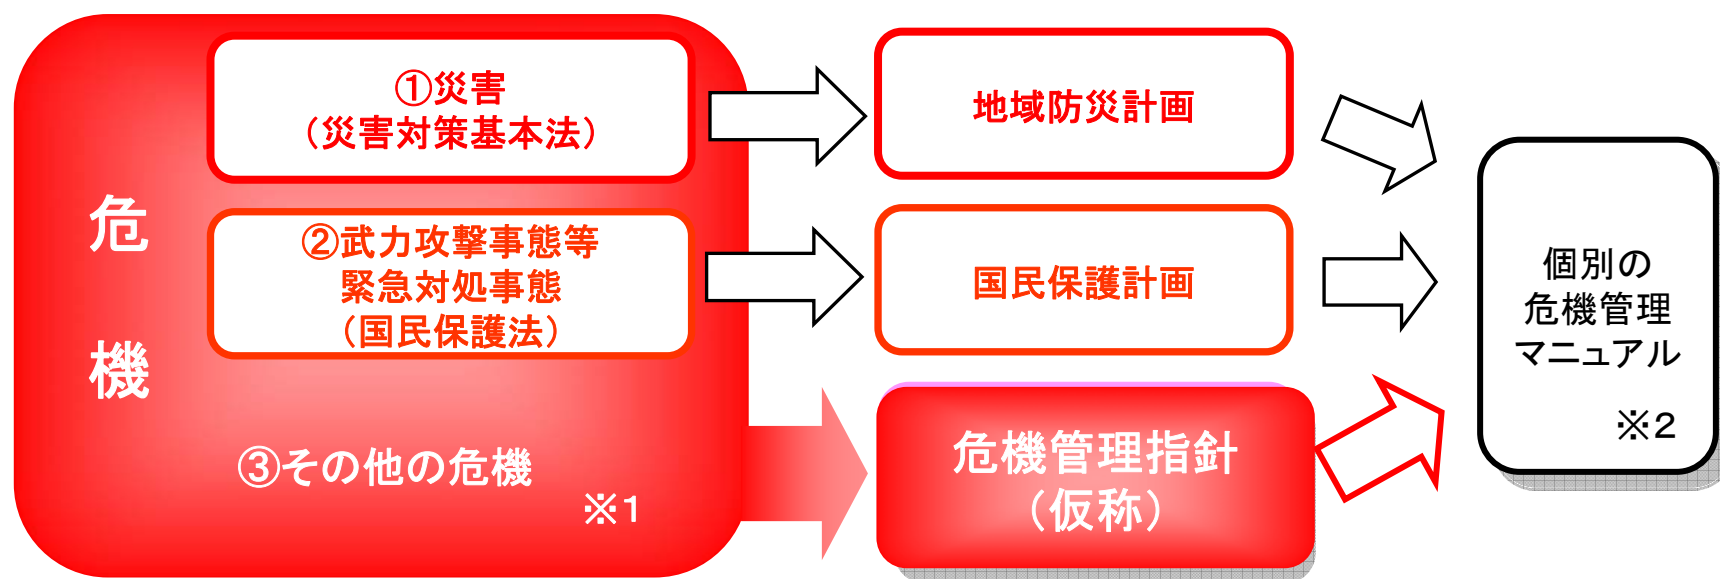 危
機
①災害
（災害対策基本法）
②武力攻撃事態等
緊急対処事態
（国民保護法）
③その他の危機
※1
地域防災計画
国民保護計画
危機管理指針
（仮称）
個別の
危機管理
マニュアル
※2